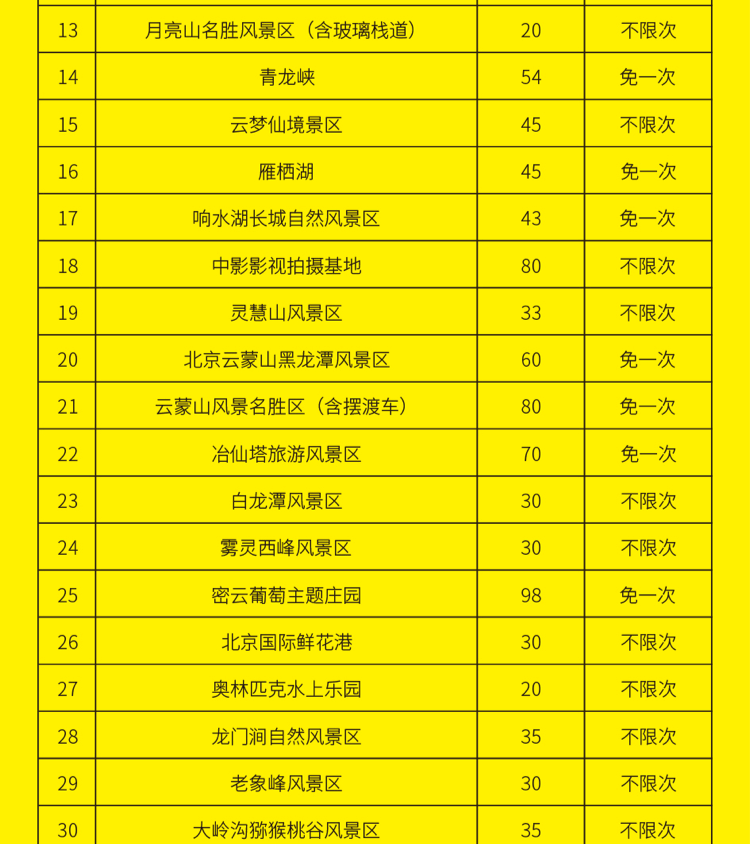 13 月亮山名胜风景区（含玻璃栈道） 20 不限次
14 青龙峡 54 免一次
15 云梦仙境景区 45 不限次
16 雁栖湖 45 免一次
17 响水湖长城自然风景区 43 免一次
18 中影影视拍摄基地 80 不限次
19 灵慧山风景区 33 不限次
20 北京云蒙山黑龙潭风景区 60 免一次
21 云蒙山风景名胜区（含摆渡车） 80 免一次
22 冶仙塔旅游风景区 70 免一次
23 白龙潭风景区 30 不限次
24 雾灵西峰风景区 30 不限次
25 密云葡萄主题庄园 98 免一次
26 北京国际鲜花港 30 不限次
27 奥林匹克水上乐园 20 不限次
28 龙门涧自然风景区 35 不限次
29 老象峰风景区 30 不限次
30 大岭沟猕猴桃谷风景区 35 不限次